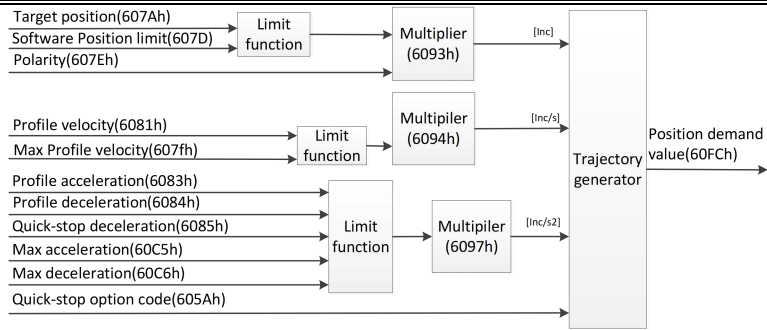 Target position(607Ah)
Software Position limit(607D)
Polarity(607Eh)
Limit
function
Multiplier
(6093h)
[Inc]
Profile velocity(6081h)
Max Profile velocity(607fh)
Limit
function
Multipiler
(6094h)
[Inc/s]
Profile acceleration(6083h)
Profile deceleration(6084h)
Quick-stop deceleration(6085h)
Max acceleration(60C5h)
Max deceleration(60C6h)
Quick-stop option code(605Ah)
Limit
function
Multipiler
(6097h)
[Inc/s2]
Trajectory
generator
Position demand
value(60FCh)